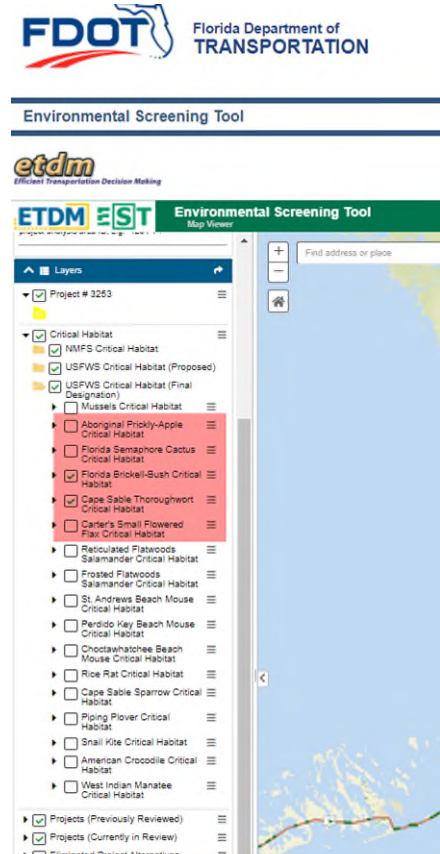 FDOT
Florida Department of
TRANSPORTATION
Environmental Screening Tool
etdm
Efficient Transportation Decision Making
ETDM EST
Environmental Screening Tool
Map Viewer
Find address or place
Layers
Project # 3253
Critical Habitat
NMFS Critical Habitat
USFWS Critical Habitat (Proposed)
USFWS Critical Habitat (Final
Designation)
Mussels Critical Habitat
Aboriginal Prickly-Apple
Critical Habitat
Florida Semaphore Cactus
Critical Habitat
Florida Brickell-Bush Critical
Habitat
Cape Sable Thoroughwort
Critical Habitat
Carter's Small Flowered
Flax Critical Habitat
Reticulated Flatwoods
Salamander Critical Habitat
Frosted Flatwoods
Salamander Critical Habitat
St. Andrews Beach Mouse
Critical Habitat
Perdido Key Beach Mouse
Critical Habitat
Choctawhatchee Beach
Mouse Critical Habitat
Rice Rat Critical Habitat
Cape Sable Sparrow Critical
Habitat
Piping Plover Critical
Habitat
Snail Kite Critical Habitat
American Crocodile Critical
Habitat
West Indian Manatee
Critical Habitat
Projects (Previously Reviewed)
Projects (Currently in Review)
Eliminated Project Alternatives